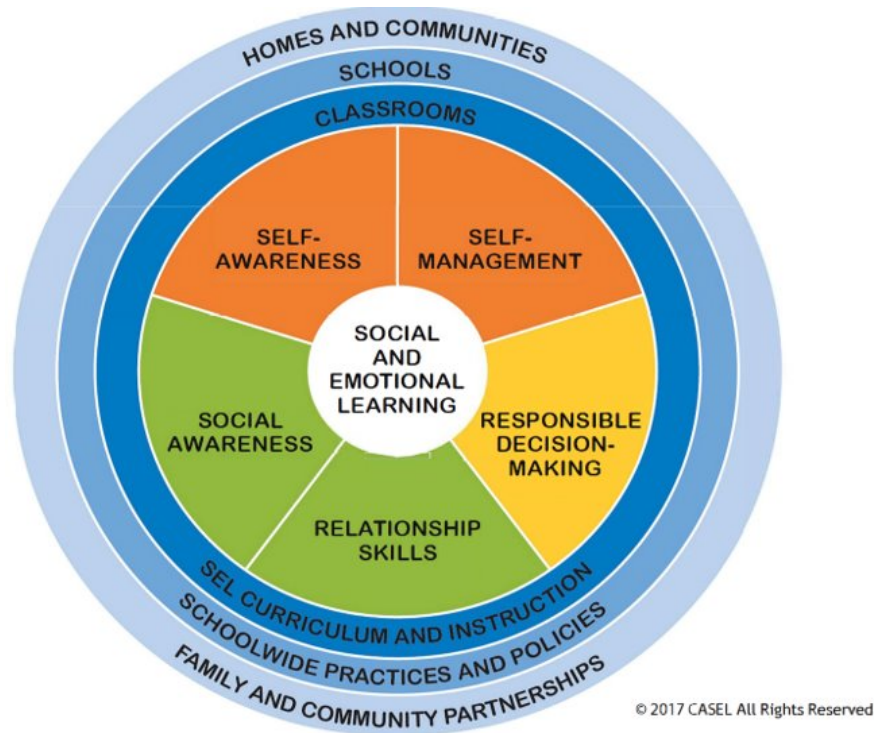 HOMES AND COMMUNITIES
SCHOOLS
CLASSROOMS
SELF-
AWARENESS
SELF-
MANAGEMENT
SOCIAL
AND
EMOTIONAL
LEARNING
SOCIAL
AWARENESS
RESPONSIBLE
DECISION-
MAKING
RELATIONSHIP
SKILLS
SEL CURRICULUM AND INSTRUCTION
SCHOOLWIDE PRACTICES AND POLICIES
FAMILY AND COMMUNITY PARTNERSHIPS
© 2017 CASEL All Rights Reserved